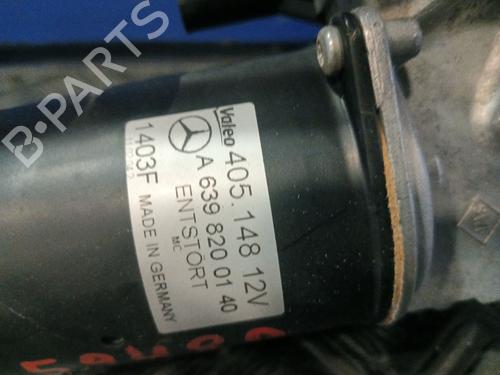 B-PARTS
Valeo 405.148 12V
A 639 820 01 40
ENTSTÖRT
MC
1403F MADE IN GERMANY